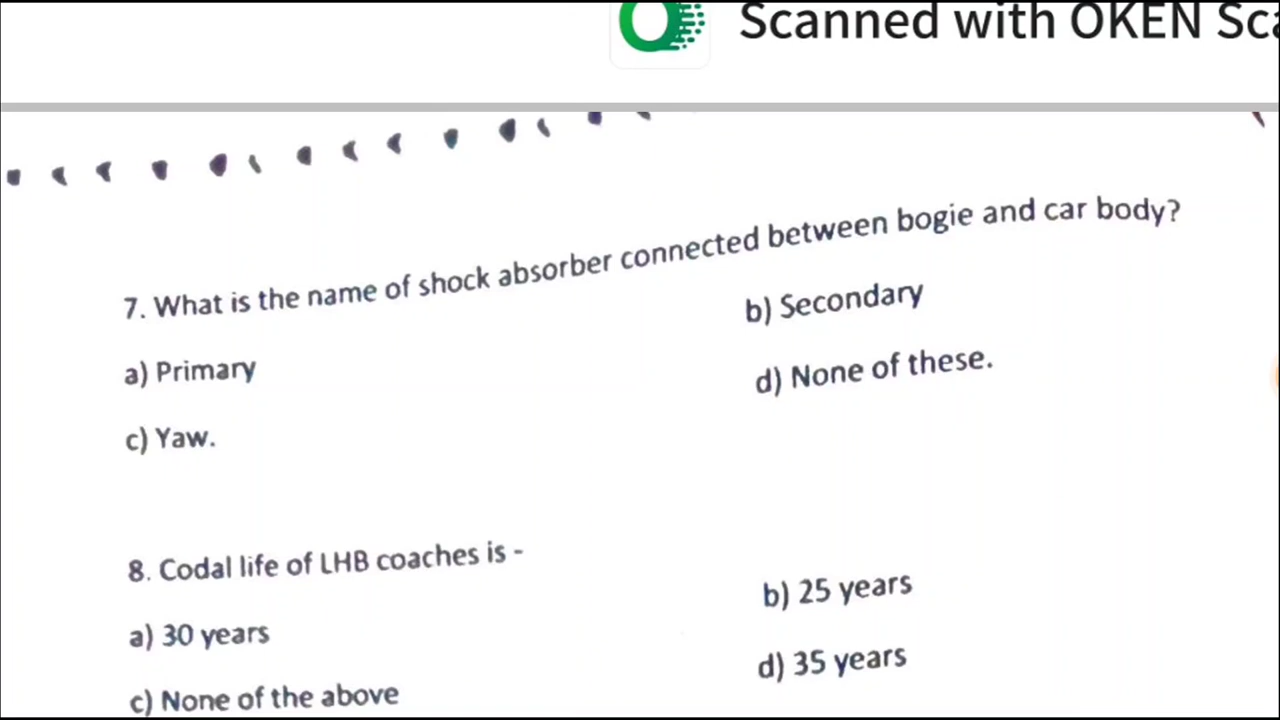 Scanned with OKEN
7. What is the name of shock absorber connected between bogie and car body?
a) Primary
b) Secondary
c) Yaw.
d) None of these.
8. Codal life of LHB coaches is -
a) 30 years
b) 25 years
c) None of the above
d) 35 years